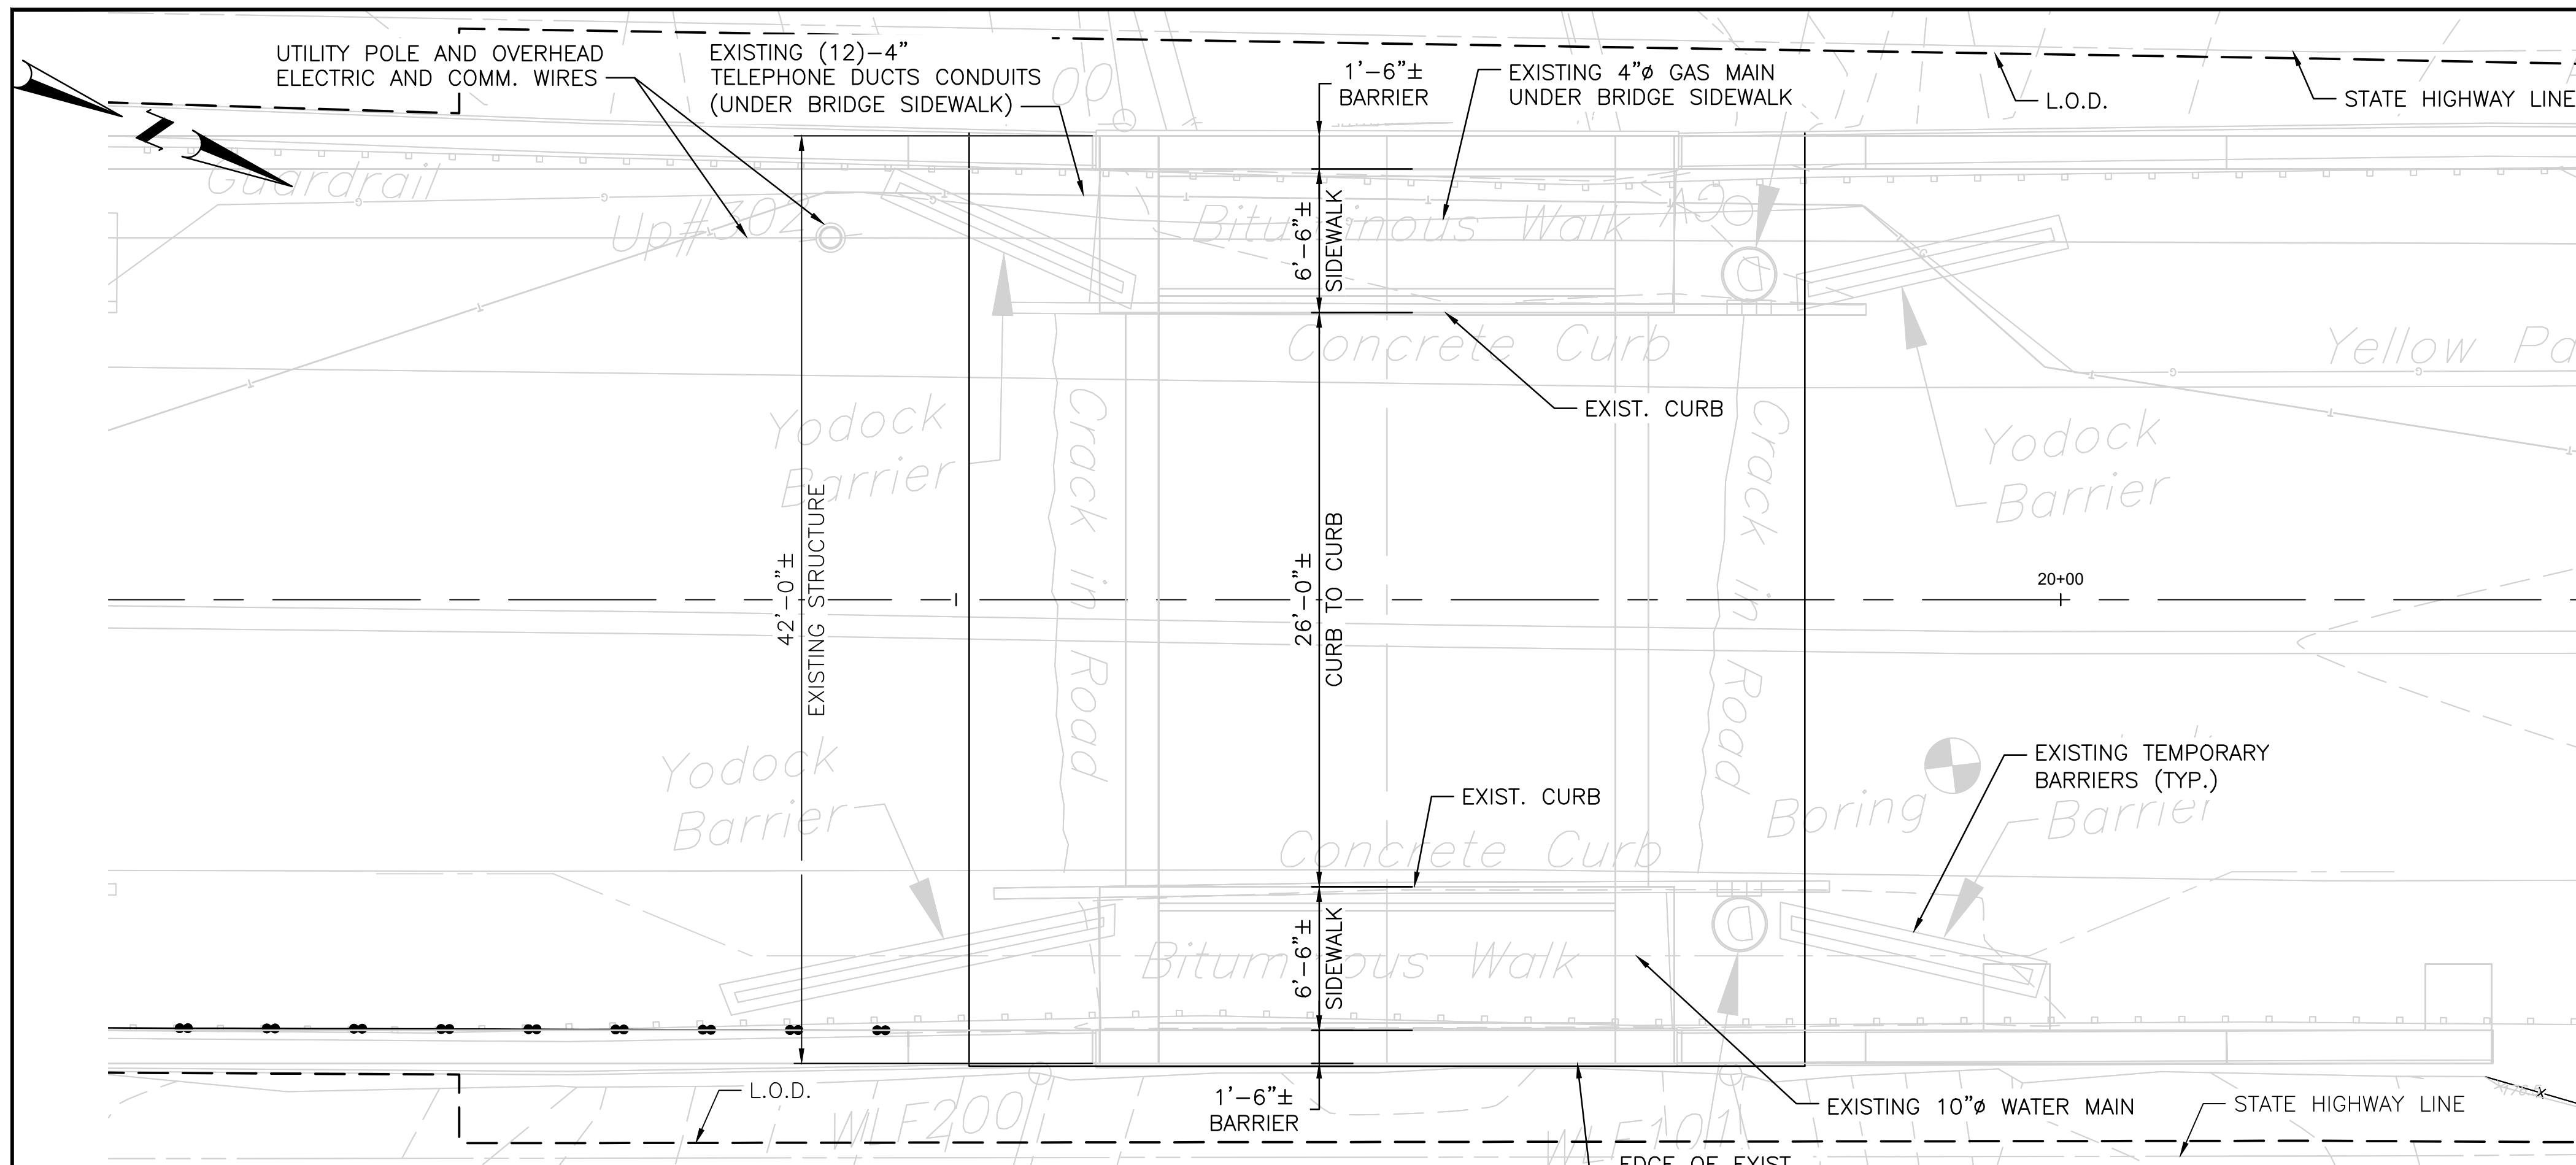 UTILITY POLE AND OVERHEAD
ELECTRIC AND COMM. WIRES
EXISTING (12)-4"
TELEPHONE DUCTS CONDUITS
(UNDER BRIDGE SIDEWALK)
1'-6"±
BARRIER
EXISTING 4"ø GAS MAIN
UNDER BRIDGE SIDEWALK
L.O.D.
STATE HIGHWAY LINE
Z
Guardrail
Up#302
Bituminous Walk
GV
6'-6"±
SIDEWALK
Concrete Curb
Yellow Pa
EXIST. CURB
Yodock
Barrier
Crack in Road
Crack in Road
Yodock
Barrier
42'-0"±
EXISTING STRUCTURE
26'-0"±
CURB TO CURB
20+00
Yodock
Barrier
EXISTING TEMPORARY
BARRIERS (TYP.)
Boring
Barrier
EXIST. CURB
Concrete Curb
Bituminous Walk
6'-6"±
SIDEWALK
L.O.D.
WLF200
1'-6"±
BARRIER
WLF101
EXISTING 10"ø WATER MAIN
STATE HIGHWAY LINE
EDGE OF EXIST.